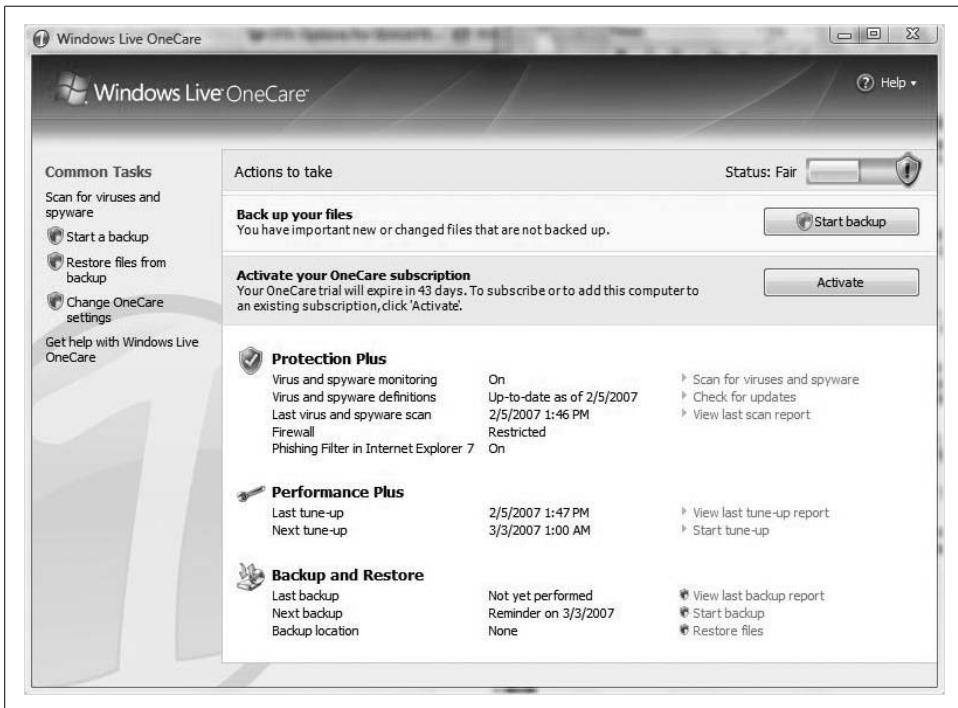 Windows Live OneCare
Windows Live OneCare
Help
Common Tasks
Scan for viruses and
spyware
Start a backup
Restore files from
backup
Change OneCare
settings
Get help with Windows Live
OneCare
Actions to take
Status: Fair
Back up your files
You have important new or changed files that are not backed up.
Start backup
Activate your OneCare subscription
Your OneCare trial will expire in 43 days. To subscribe or to add this computer to
an existing subscription, click 'Activate'.
Activate
Protection Plus
Virus and spyware monitoring On Scan for viruses and spyware
Virus and spyware definitions Up-to-date as of 2/5/2007 Check for updates
Last virus and spyware scan 2/5/2007 1:46 PM View last scan report
Firewall Restricted
Phishing Filter in Internet Explorer 7 On
Performance Plus
Last tune-up 2/5/2007 1:47 PM View last tune-up report
Next tune-up 3/3/2007 1:00 AM Start tune-up
Backup and Restore
Last backup Not yet performed View last backup report
Next backup Reminder on 3/3/2007 Start backup
Backup location None Restore files